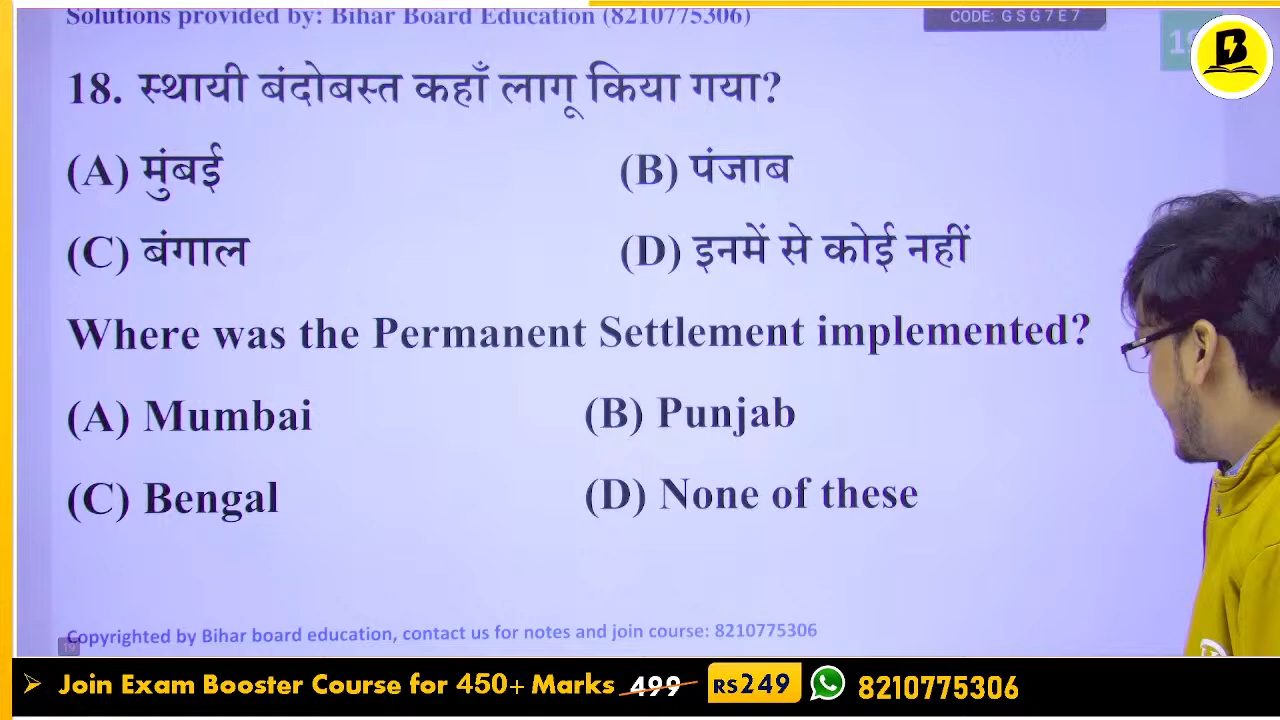 Solutions provided by: Bihar Board Education (8210775306)
CODE: G S G 7 E 7
18. स्थायी बंदोबस्त कहाँ लागू किया गया?
(A) मुंबई (B) पंजाब
(C) बंगाल (D) इनमें से कोई नहीं
Where was the Permanent Settlement implemented?
(A) Mumbai (B) Punjab
(C) Bengal (D) None of these
Copyrighted by Bihar board education, contact us for notes and join course: 8210775306
19
Join Exam Booster Course for 450+ Marks 499 RS249 8210775306